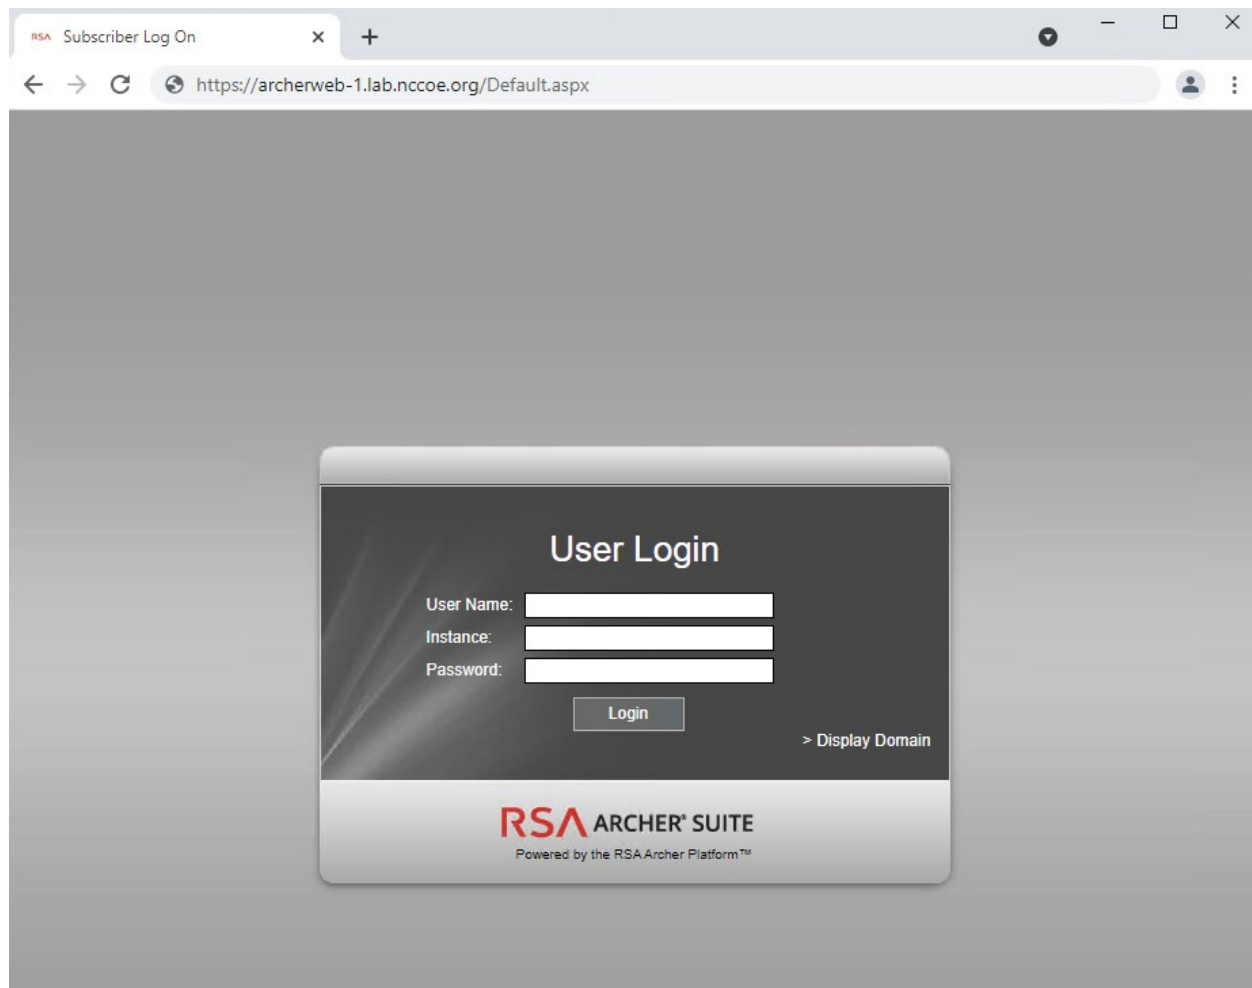 RSA Subscriber Log On
https://archerweb-1.lab.nccoe.org/Default.aspx
User Login
User Name:
Instance:
Password:
Login
> Display Domain
RSA ARCHER® SUITE
Powered by the RSA Archer Platform™